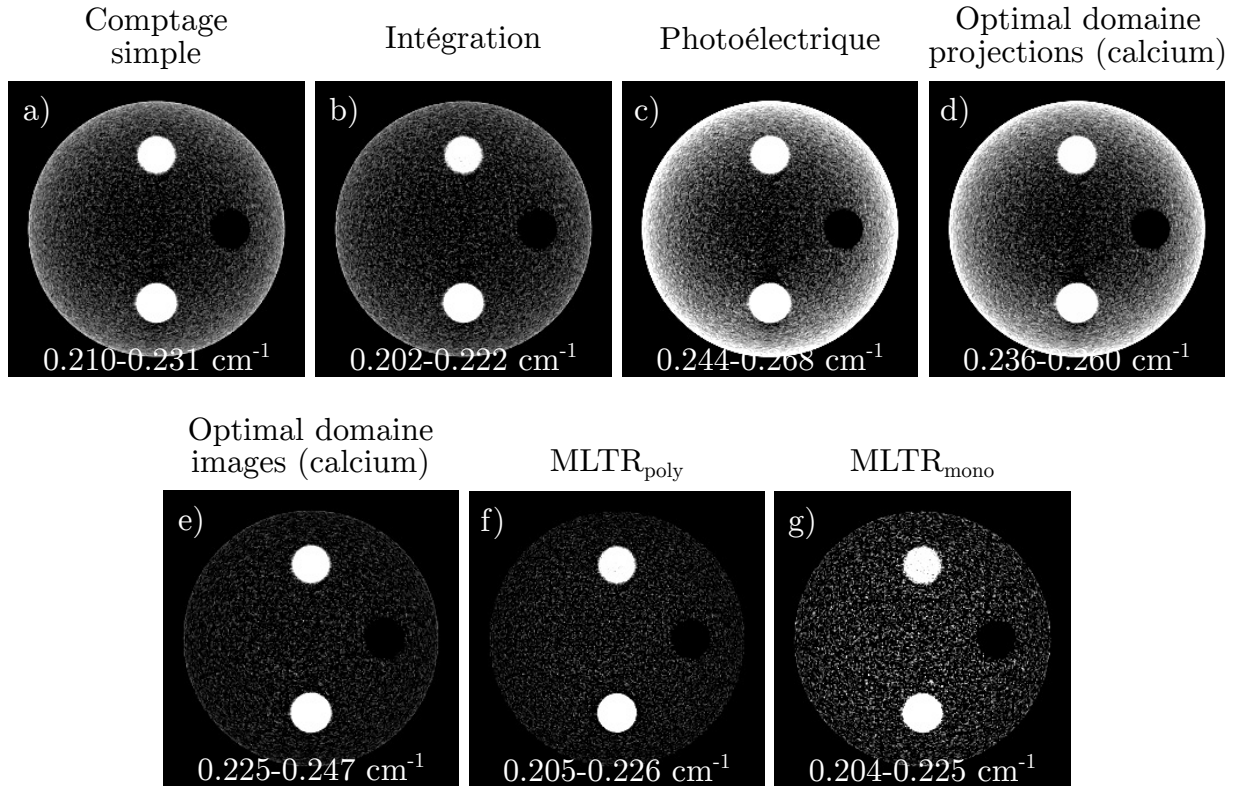 Comptage
simple
Intégration
Photoélectrique
Optimal domaine
projections (calcium)
a)
b)
c)
d)
0.210-0.231 cm-1
0.202-0.222 cm-1
0.244-0.268 cm-1
0.236-0.260 cm-1
Optimal domaine
images (calcium)
MLTRpoly
MLTRmono
e)
f)
g)
0.225-0.247 cm-1
0.205-0.226 cm-1
0.204-0.225 cm-1